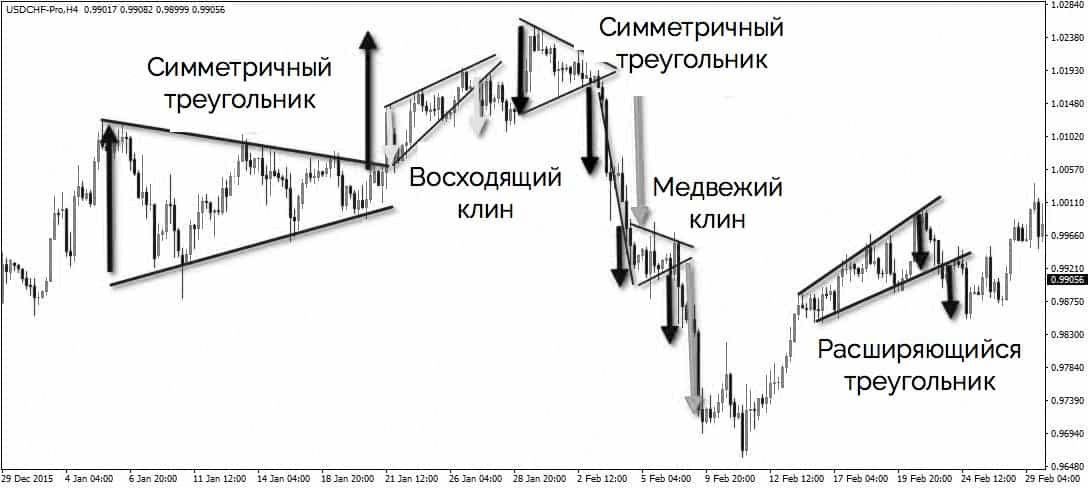 USDCHF-Pro,H4 0.99017 0.99082 0.98999 0.99056
Симметричный
треугольник
Симметричный
треугольник
Восходящий
клин
Медвежий
клин
Расширяющийся
треугольник
1.02840
1.02380
1.01930
1.01480
1.01020
1.00570
1.00110
0.99660
0.99210
0.99056
0.98750
0.98300
0.97840
0.97390
0.96940
0.96480
29 Dec 2015
4 Jan 04:00
6 Jan 20:00
11 Jan 12:00
14 Jan 04:00
18 Jan 20:00
21 Jan 12:00
26 Jan 04:00
28 Jan 20:00
2 Feb 12:00
5 Feb 04:00
9 Feb 20:00
12 Feb 12:00
17 Feb 04:00
19 Feb 20:00
24 Feb 12:00
29 Feb 04:00